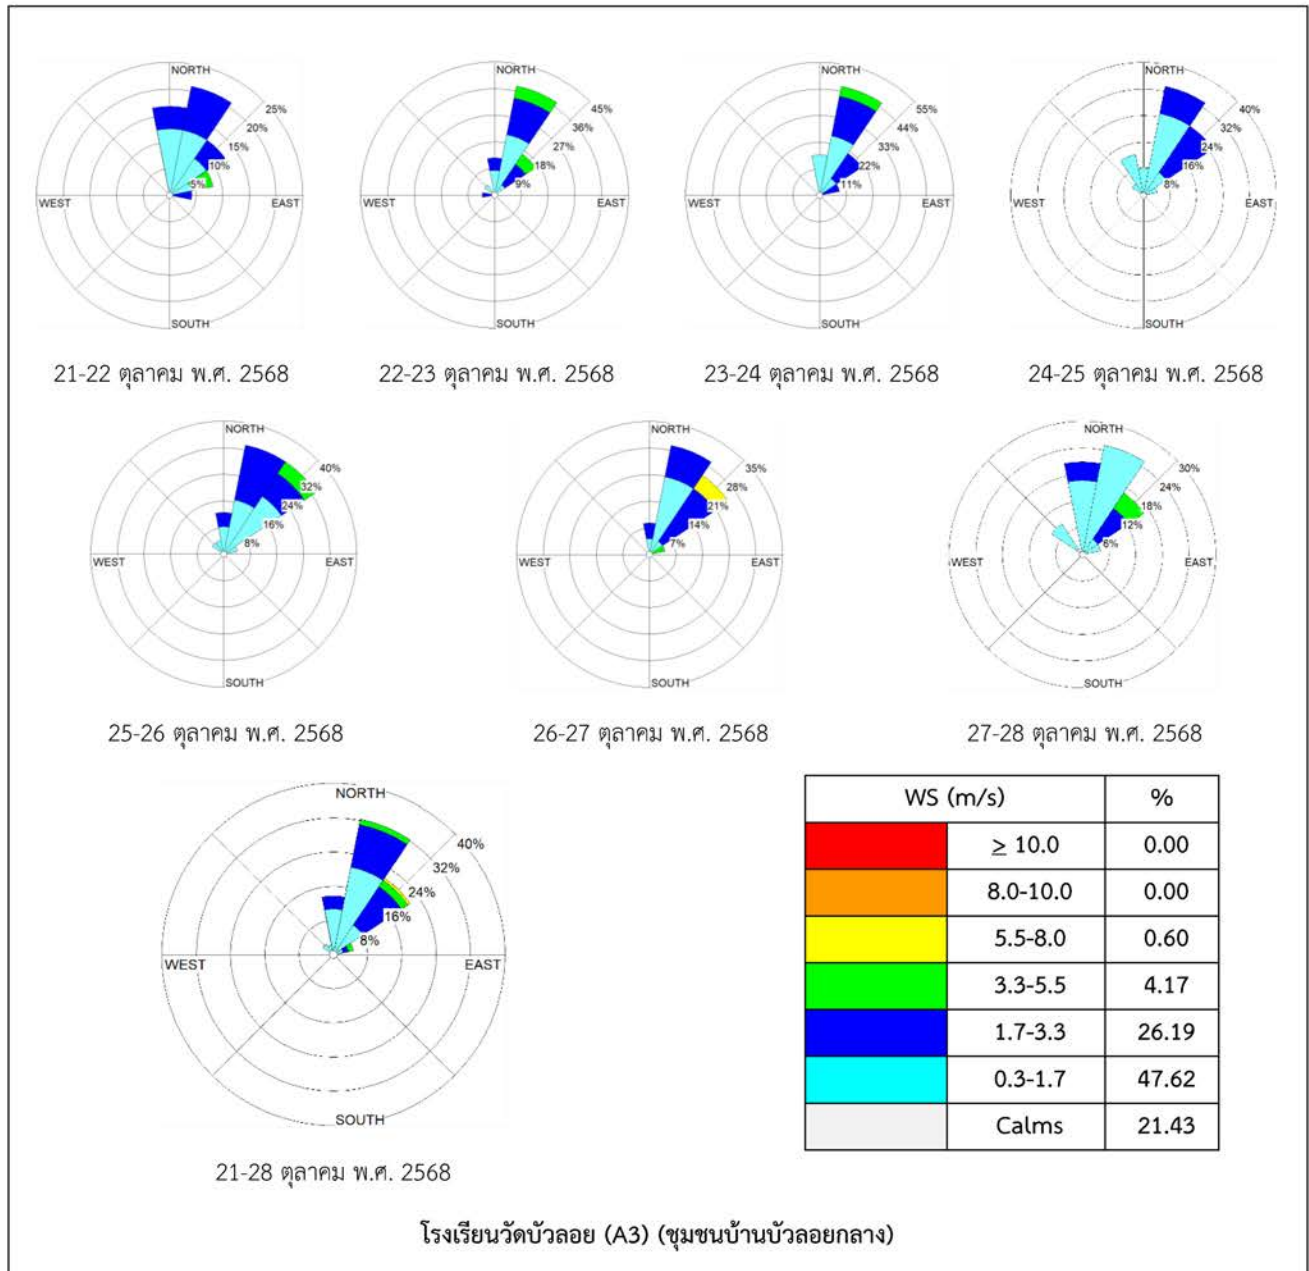 NORTH
25%
20%
15%
10%
5%
WEST
EAST
SOUTH
21-22 ตุลาคม พ.ศ. 2568
NORTH
45%
36%
27%
18%
9%
WEST
EAST
SOUTH
22-23 ตุลาคม พ.ศ. 2568
NORTH
55%
44%
33%
22%
11%
WEST
EAST
SOUTH
23-24 ตุลาคม พ.ศ. 2568
NORTH
40%
32%
24%
16%
8%
WEST
EAST
SOUTH
24-25 ตุลาคม พ.ศ. 2568
NORTH
40%
32%
24%
16%
8%
WEST
EAST
SOUTH
25-26 ตุลาคม พ.ศ. 2568
NORTH
35%
28%
21%
14%
7%
WEST
EAST
SOUTH
26-27 ตุลาคม พ.ศ. 2568
NORTH
30%
24%
18%
12%
6%
WEST
EAST
SOUTH
27-28 ตุลาคม พ.ศ. 2568
NORTH
40%
32%
24%
16%
8%
WEST
EAST
SOUTH
21-28 ตุลาคม พ.ศ. 2568
WS (m/s) %
≥ 10.0 0.00
8.0-10.0 0.00
5.5-8.0 0.60
3.3-5.5 4.17
1.7-3.3 26.19
0.3-1.7 47.62
Calms 21.43
โรงเรียนวัดบัวลอย (A3) (ชุมชนบ้านบัวลอยกลาง)